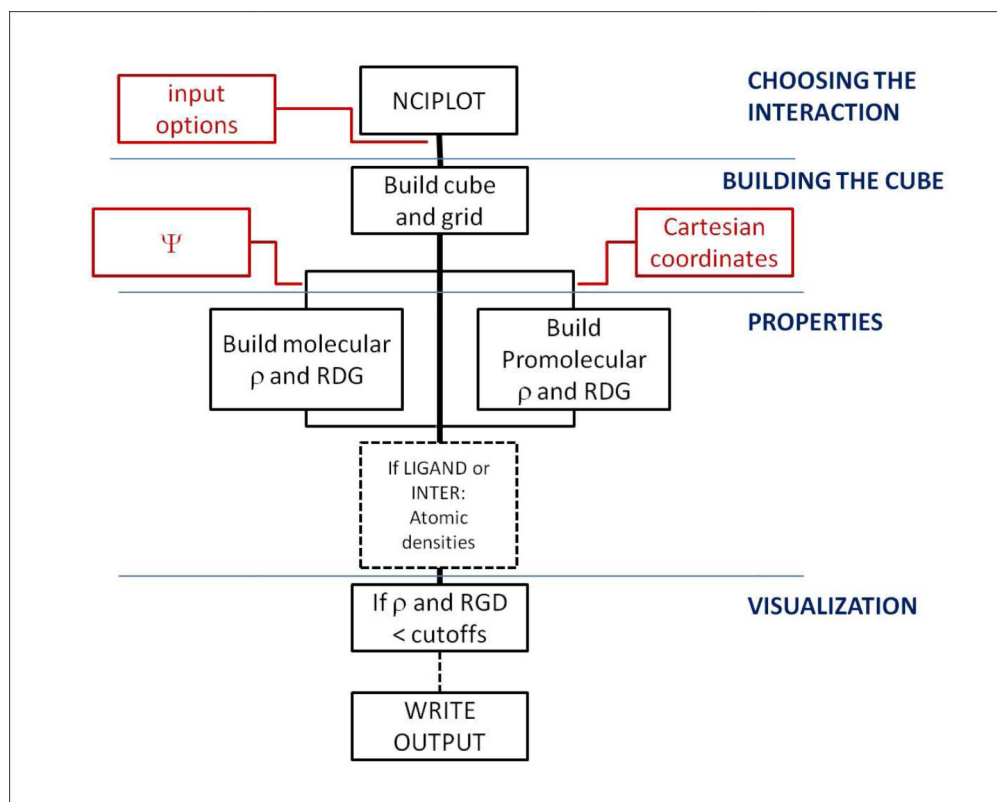 input
options
NCIPLOT
CHOOSING THE
INTERACTION
Build cube
and grid
BUILDING THE CUBE
Ψ
Cartesian
coordinates
Build molecular
ρ and RDG
Build
Promolecular
ρ and RDG
PROPERTIES
If LIGAND or
INTER:
Atomic
densities
If ρ and RGD
< cutoffs
VISUALIZATION
WRITE
OUTPUT